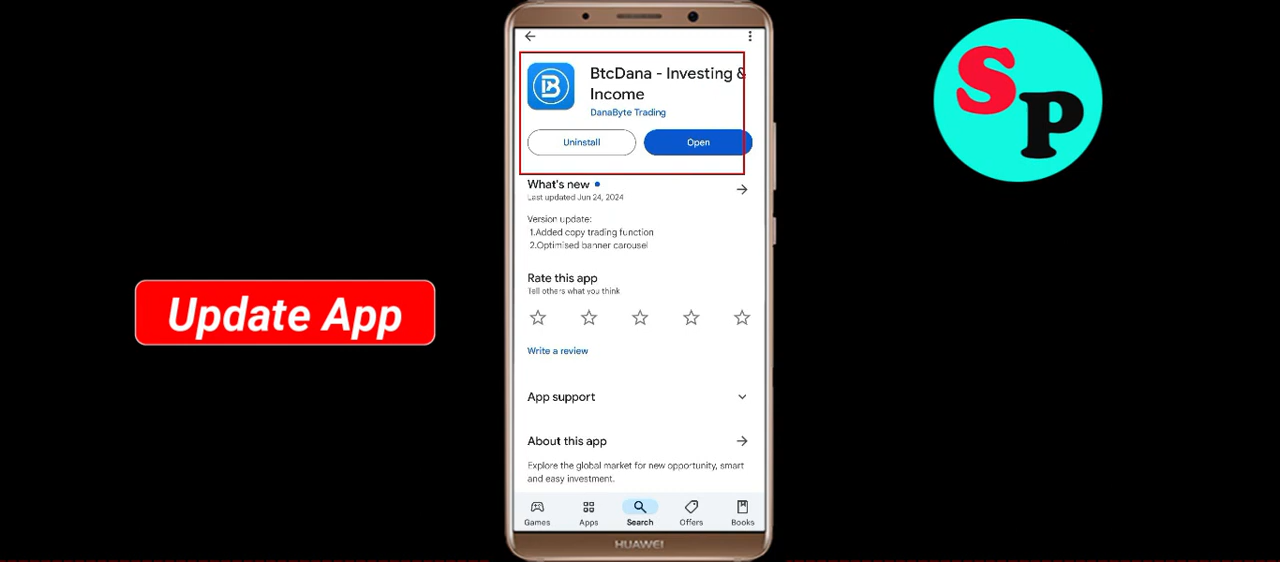 BtcDana - Investing &
Income
DanaByte Trading
Uninstall
Open
What's new
Last updated Jun 24, 2024
Version update:
1.Added copy trading function
2.Optimised banner carousel
Rate this app
Tell others what you think
Write a review
App support
About this app
Explore the global market for new opportunity, smart
and easy investment.
Games
Apps
Search
Offers
Books
HUAWEI
Update App
SP